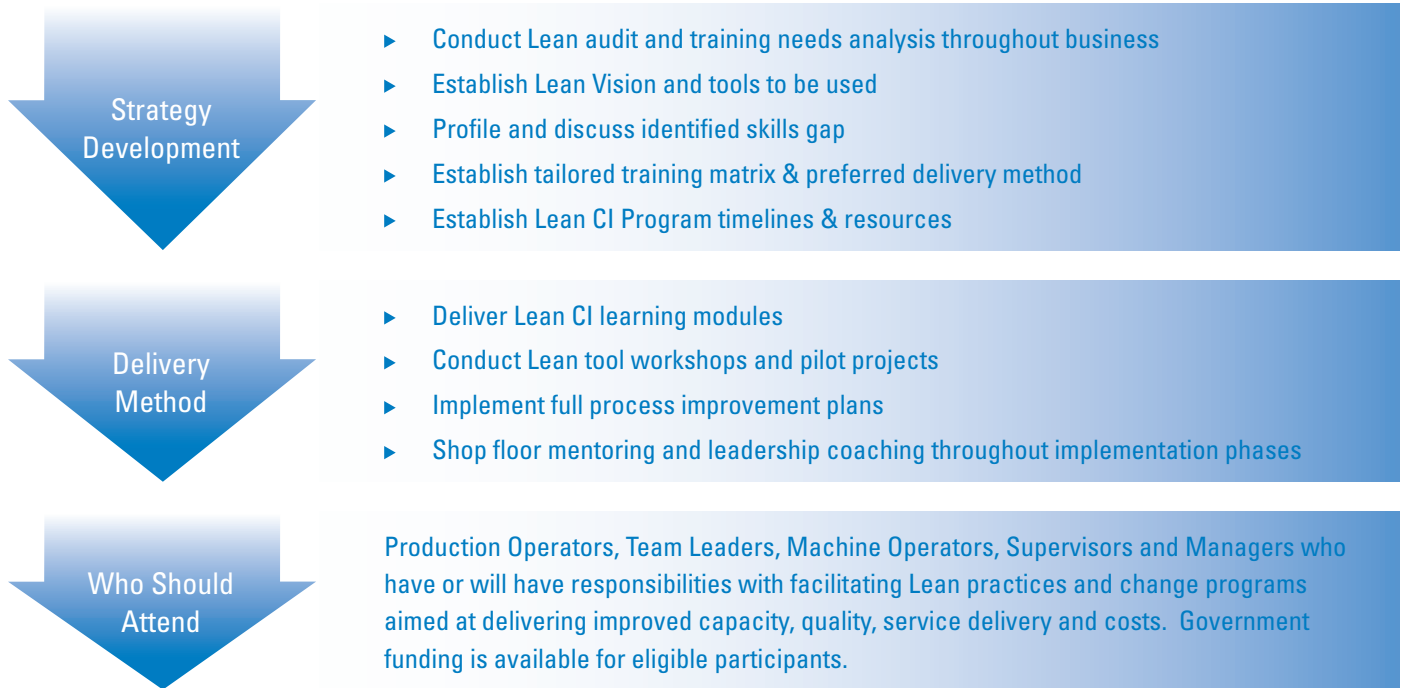 Strategy
Development
► Conduct Lean audit and training needs analysis throughout business
► Establish Lean Vision and tools to be used
► Profile and discuss identified skills gap
► Establish tailored training matrix & preferred delivery method
► Establish Lean CI Program timelines & resources
Delivery
Method
► Deliver Lean CI learning modules
► Conduct Lean tool workshops and pilot projects
► Implement full process improvement plans
► Shop floor mentoring and leadership coaching throughout implementation phases
Who Should
Attend
Production Operators, Team Leaders, Machine Operators, Supervisors and Managers who
have or will have responsibilities with facilitating Lean practices and change programs
aimed at delivering improved capacity, quality, service delivery and costs.  Government
funding is available for eligible participants.